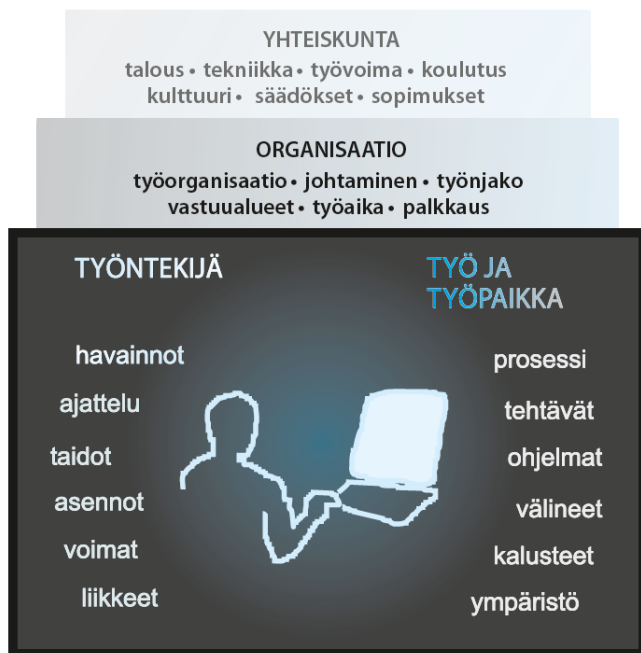 YHTEISKUNTA
talous • tekniikka • työvoima • koulutus
kulttuuri • säädökset • sopimukset
ORGANISAATIO
työorganisaatio • johtaminen • työnjako
vastuualueet • työaika • palkkaus
TYÖNTEKIJÄ
havainnot
ajattelu
taidot
asennot
voimat
liikkeet
TYÖ JA
TYÖPAIKKA
prosessi
tehtävät
ohjelmat
välineet
kalusteet
ympäristö